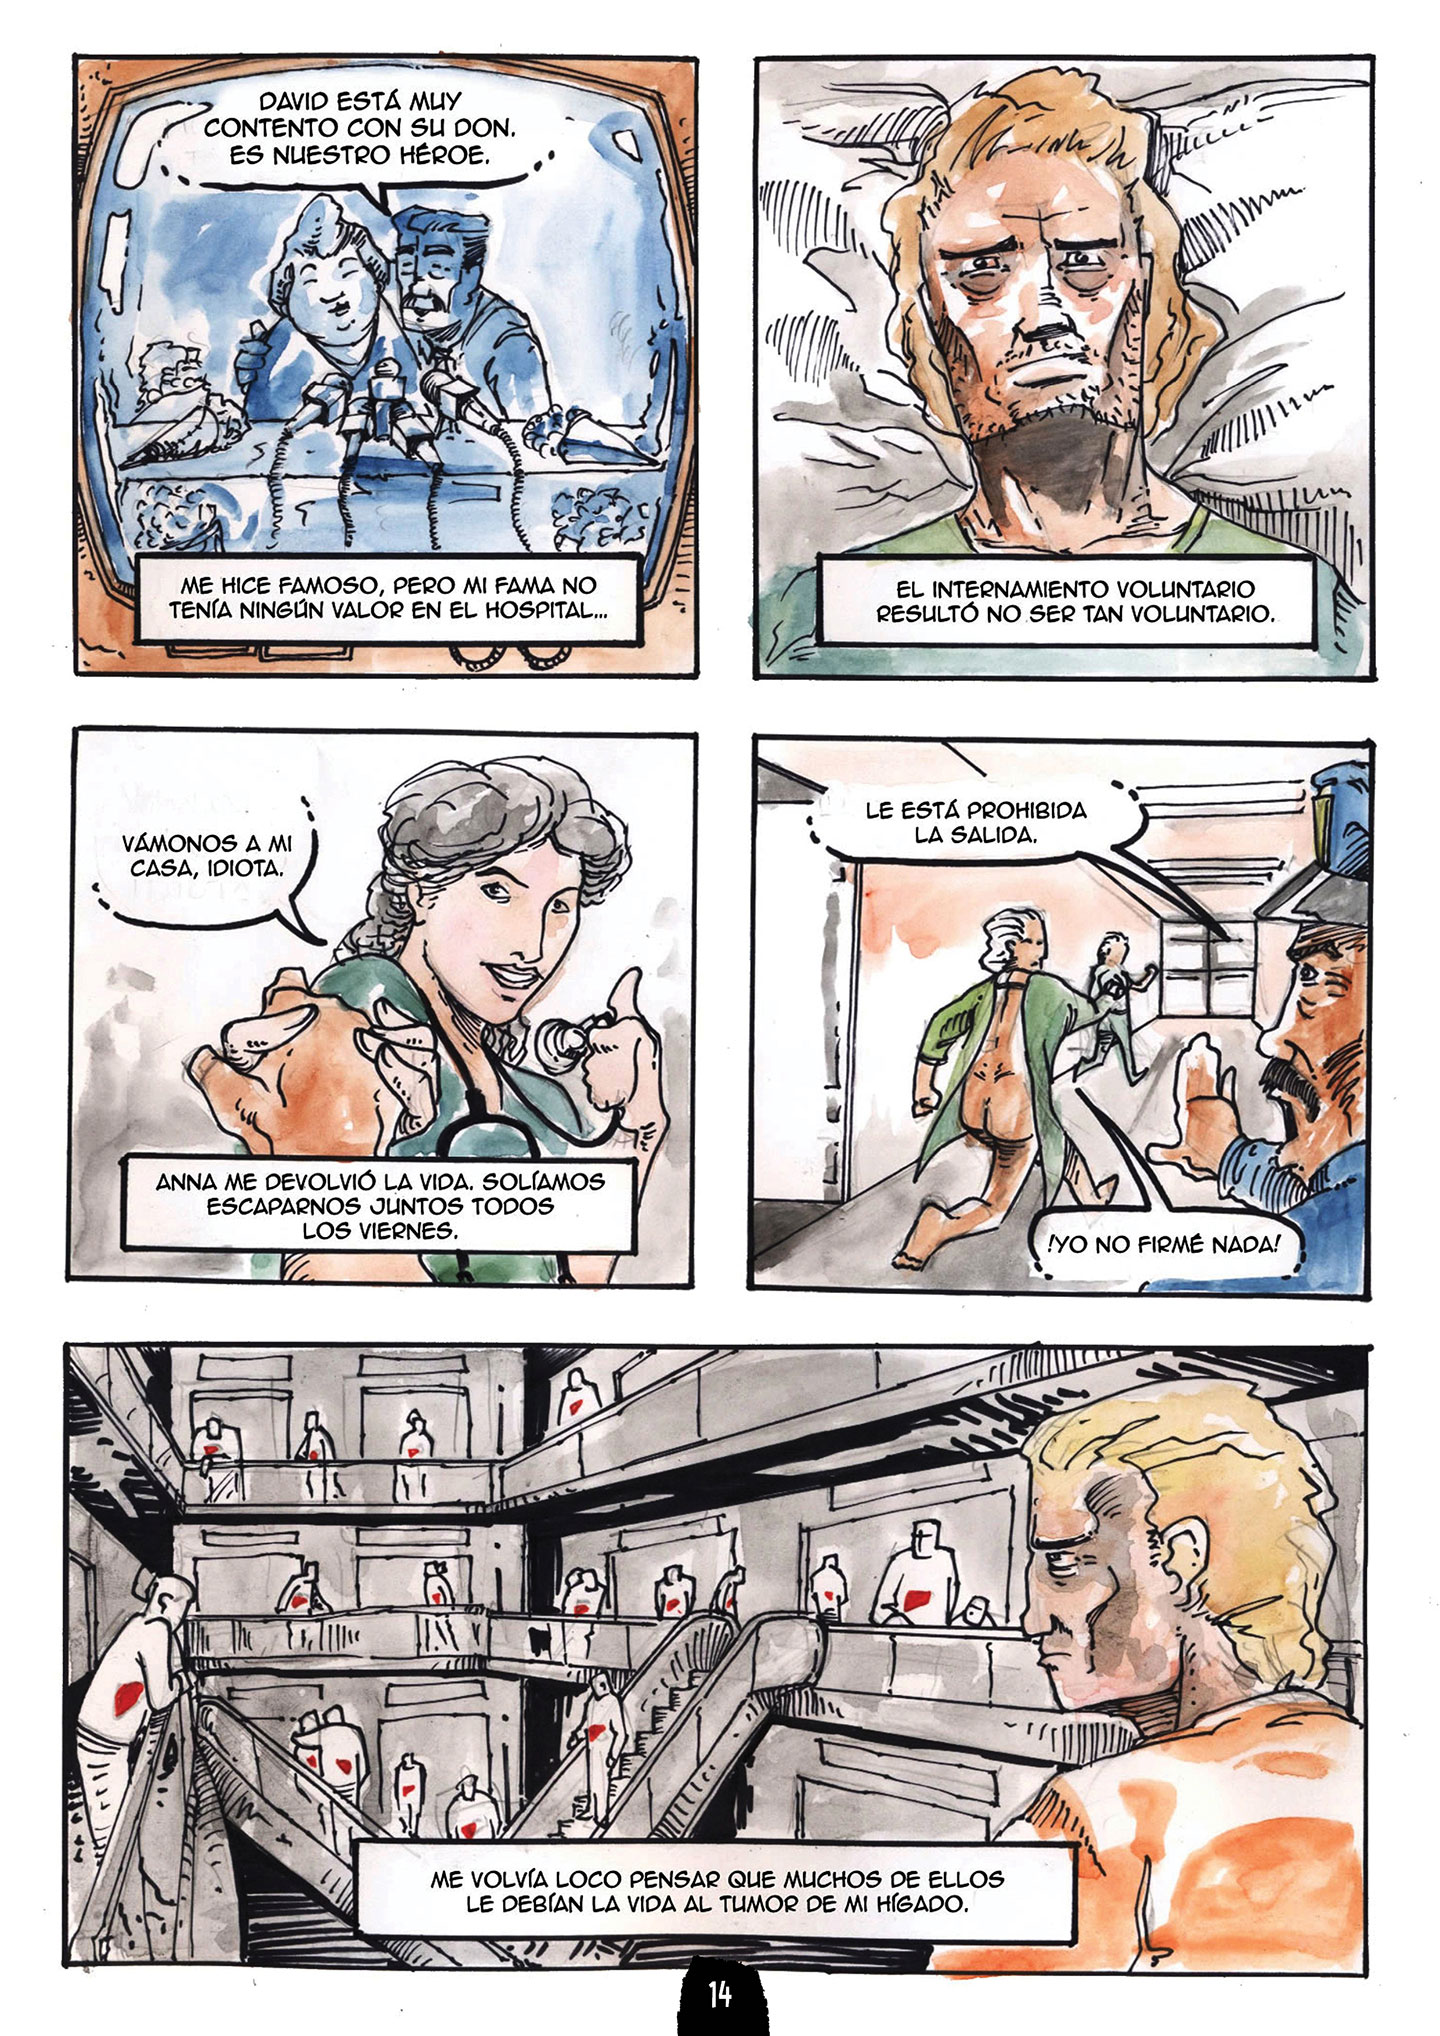 DAVID ESTÁ MUY
CONTENTO CON SU DON.
ES NUESTRO HÉROE.
ME HICE FAMOSO, PERO MI FAMA NO
TENÍA NINGÚN VALOR EN EL HOSPITAL...
EL INTERNAMIENTO VOLUNTARIO
RESULTÓ NO SER TAN VOLUNTARIO.
VÁMONOS A MI
CASA, IDIOTA.
ANNA ME DEVOLVIÓ LA VIDA. SOLÍAMOS
ESCAPARNOS JUNTOS TODOS
LOS VIERNES.
LE ESTÁ PROHIBIDA
LA SALIDA.
!YO NO FIRMÉ NADA!
ME VOLVÍA LOCO PENSAR QUE MUCHOS DE ELLOS
LE DEBÍAN LA VIDA AL TUMOR DE MI HÍGADO.
14